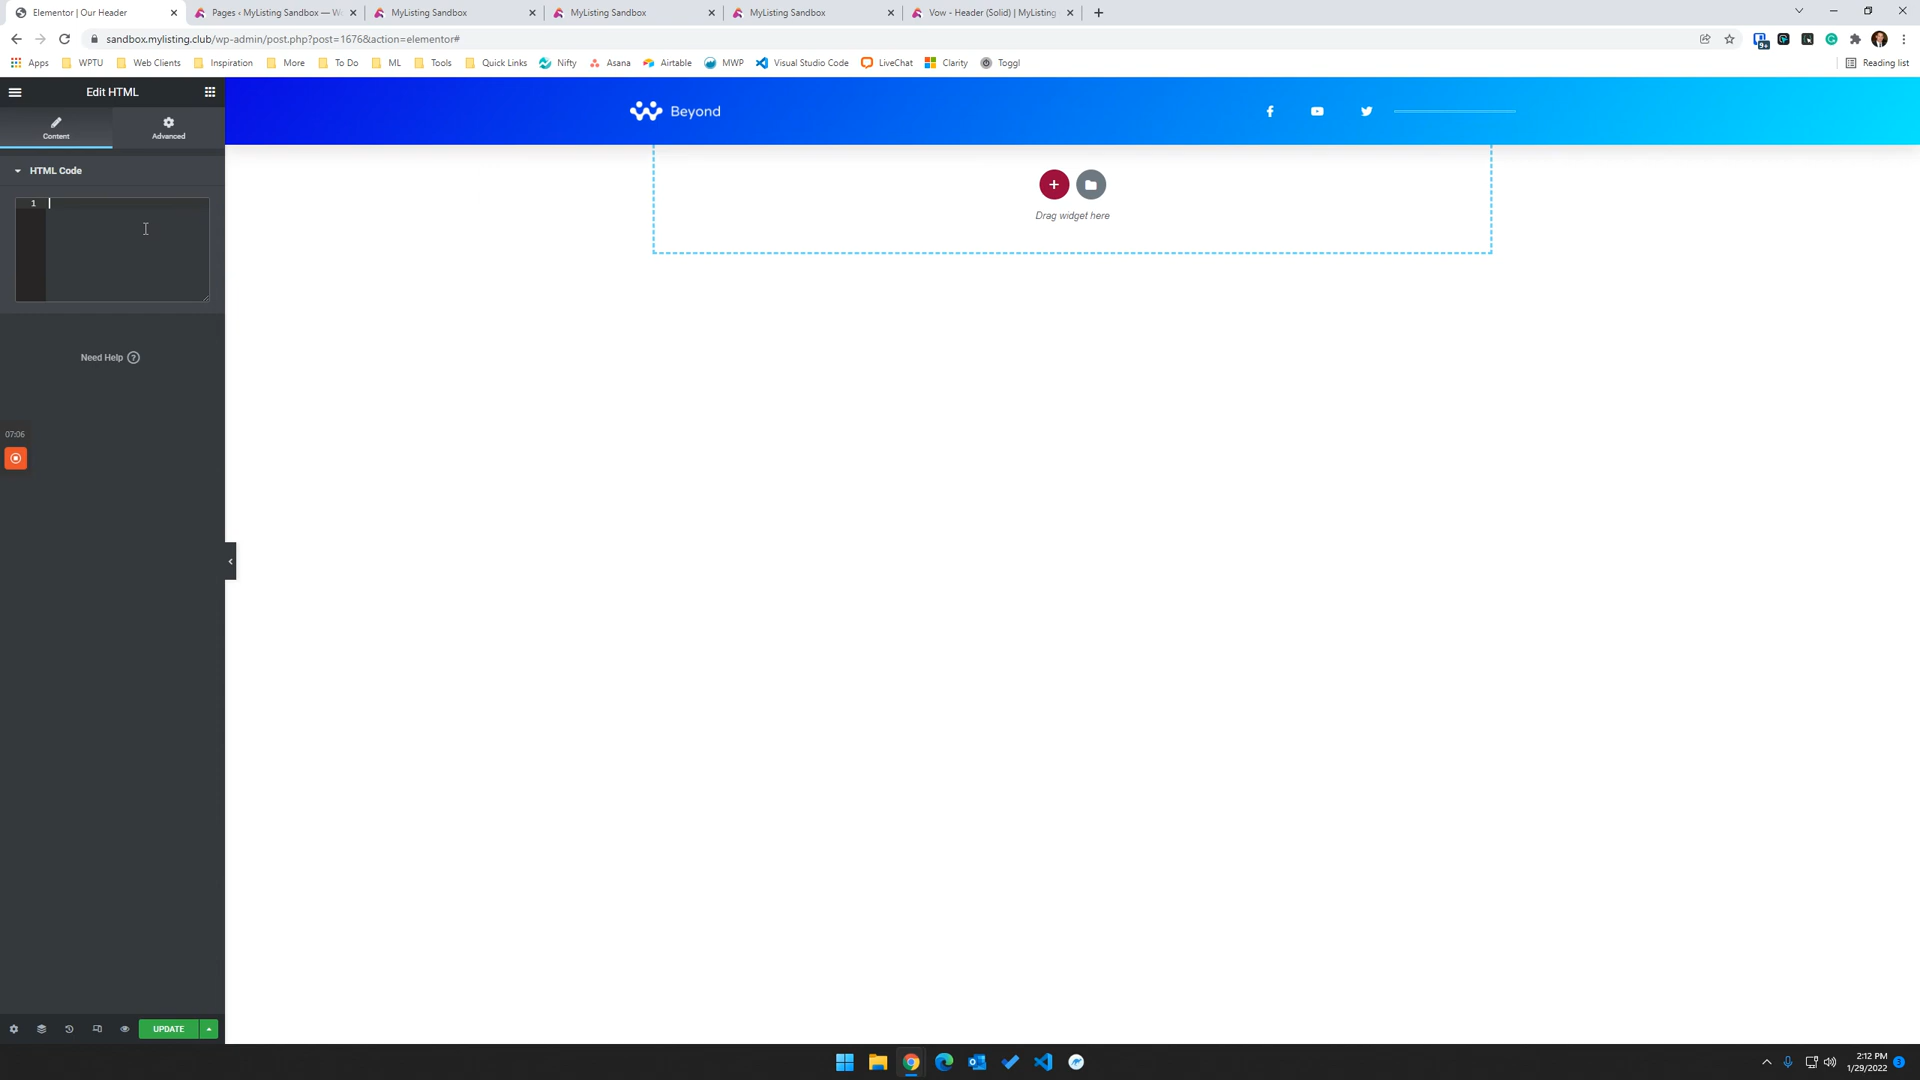 Elementor | Our Header
Pages ‹ MyListing Sandbox — W
MyListing Sandbox
MyListing Sandbox
MyListing Sandbox
Vow - Header (Solid) | MyListing
sandbox.mylisting.club/wp-admin/post.php?post=1676&action=elementor#
Apps
WPTU
Web Clients
Inspiration
More
To Do
ML
Tools
Quick Links
Nifty
Asana
Airtable
MWP
Visual Studio Code
LiveChat
Clarity
Toggl
Reading list
Edit HTML
Beyond
Content
Advanced
HTML Code
1
Drag widget here
Need Help ?
07:06
UPDATE
2:12 PM
1/29/2022
3